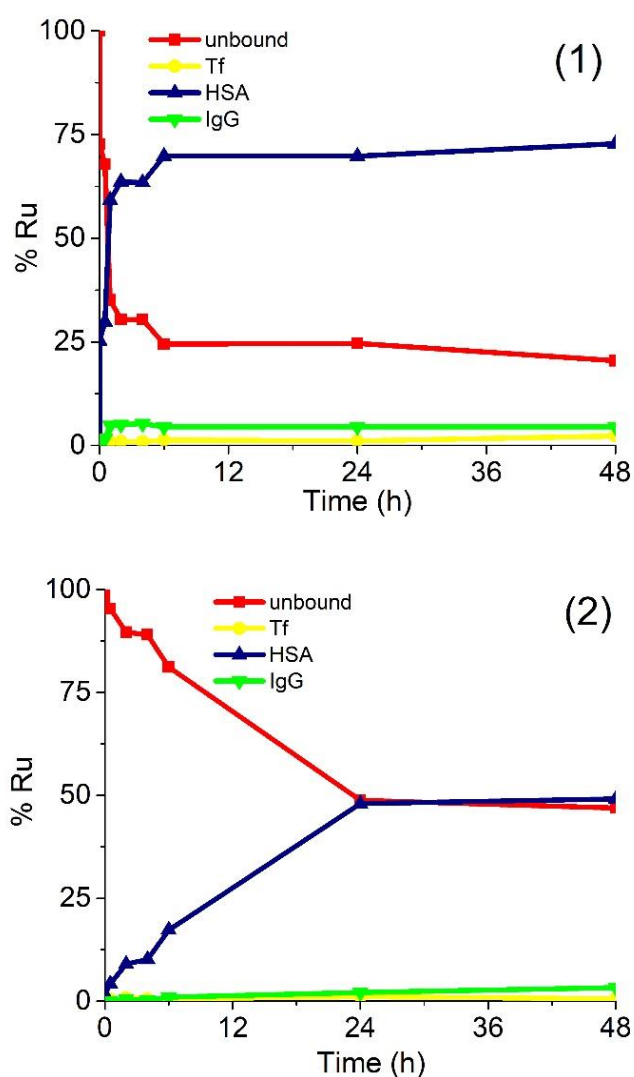 100
75
50
25
0
% Ru
unbound
Tf
HSA
IgG
(1)
0 12 24 36 48
Time (h)
100
75
50
25
0
% Ru
unbound
Tf
HSA
IgG
(2)
0 12 24 36 48
Time (h)